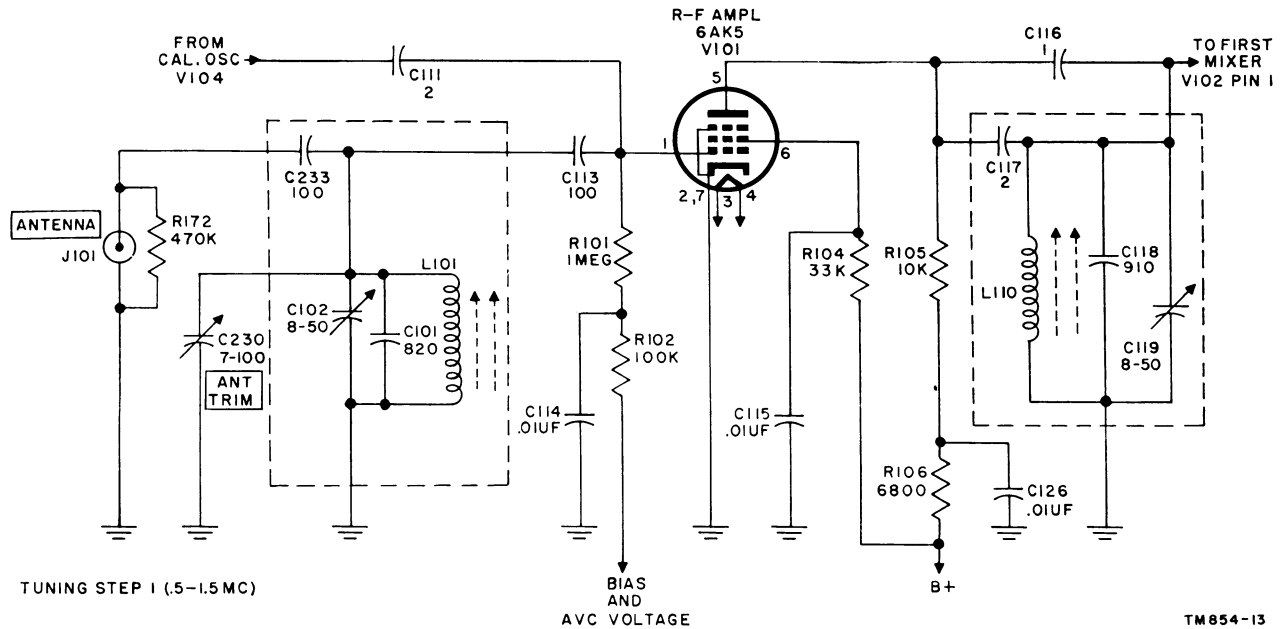 R-F AMPL
6AK5
V101
FROM
CAL. OSC
V104
C111
2
C116
1
TO FIRST
MIXER
V102 PIN 1
5
1
6
2,7
3
4
C233
100
C113
100
C117
2
ANTENNA
J101
R172
470K
R101
1MEG
R104
33K
R105
10K
L110
C118
910
L101
C102
8-50
C101
820
C230
7-100
ANT
TRIM
R102
100K
C119
8-50
C114
.01UF
C115
.01UF
R106
6800
C126
.01UF
TUNING STEP 1 (.5-1.5 MC)
BIAS
AND
AVC VOLTAGE
B+
TM854-13